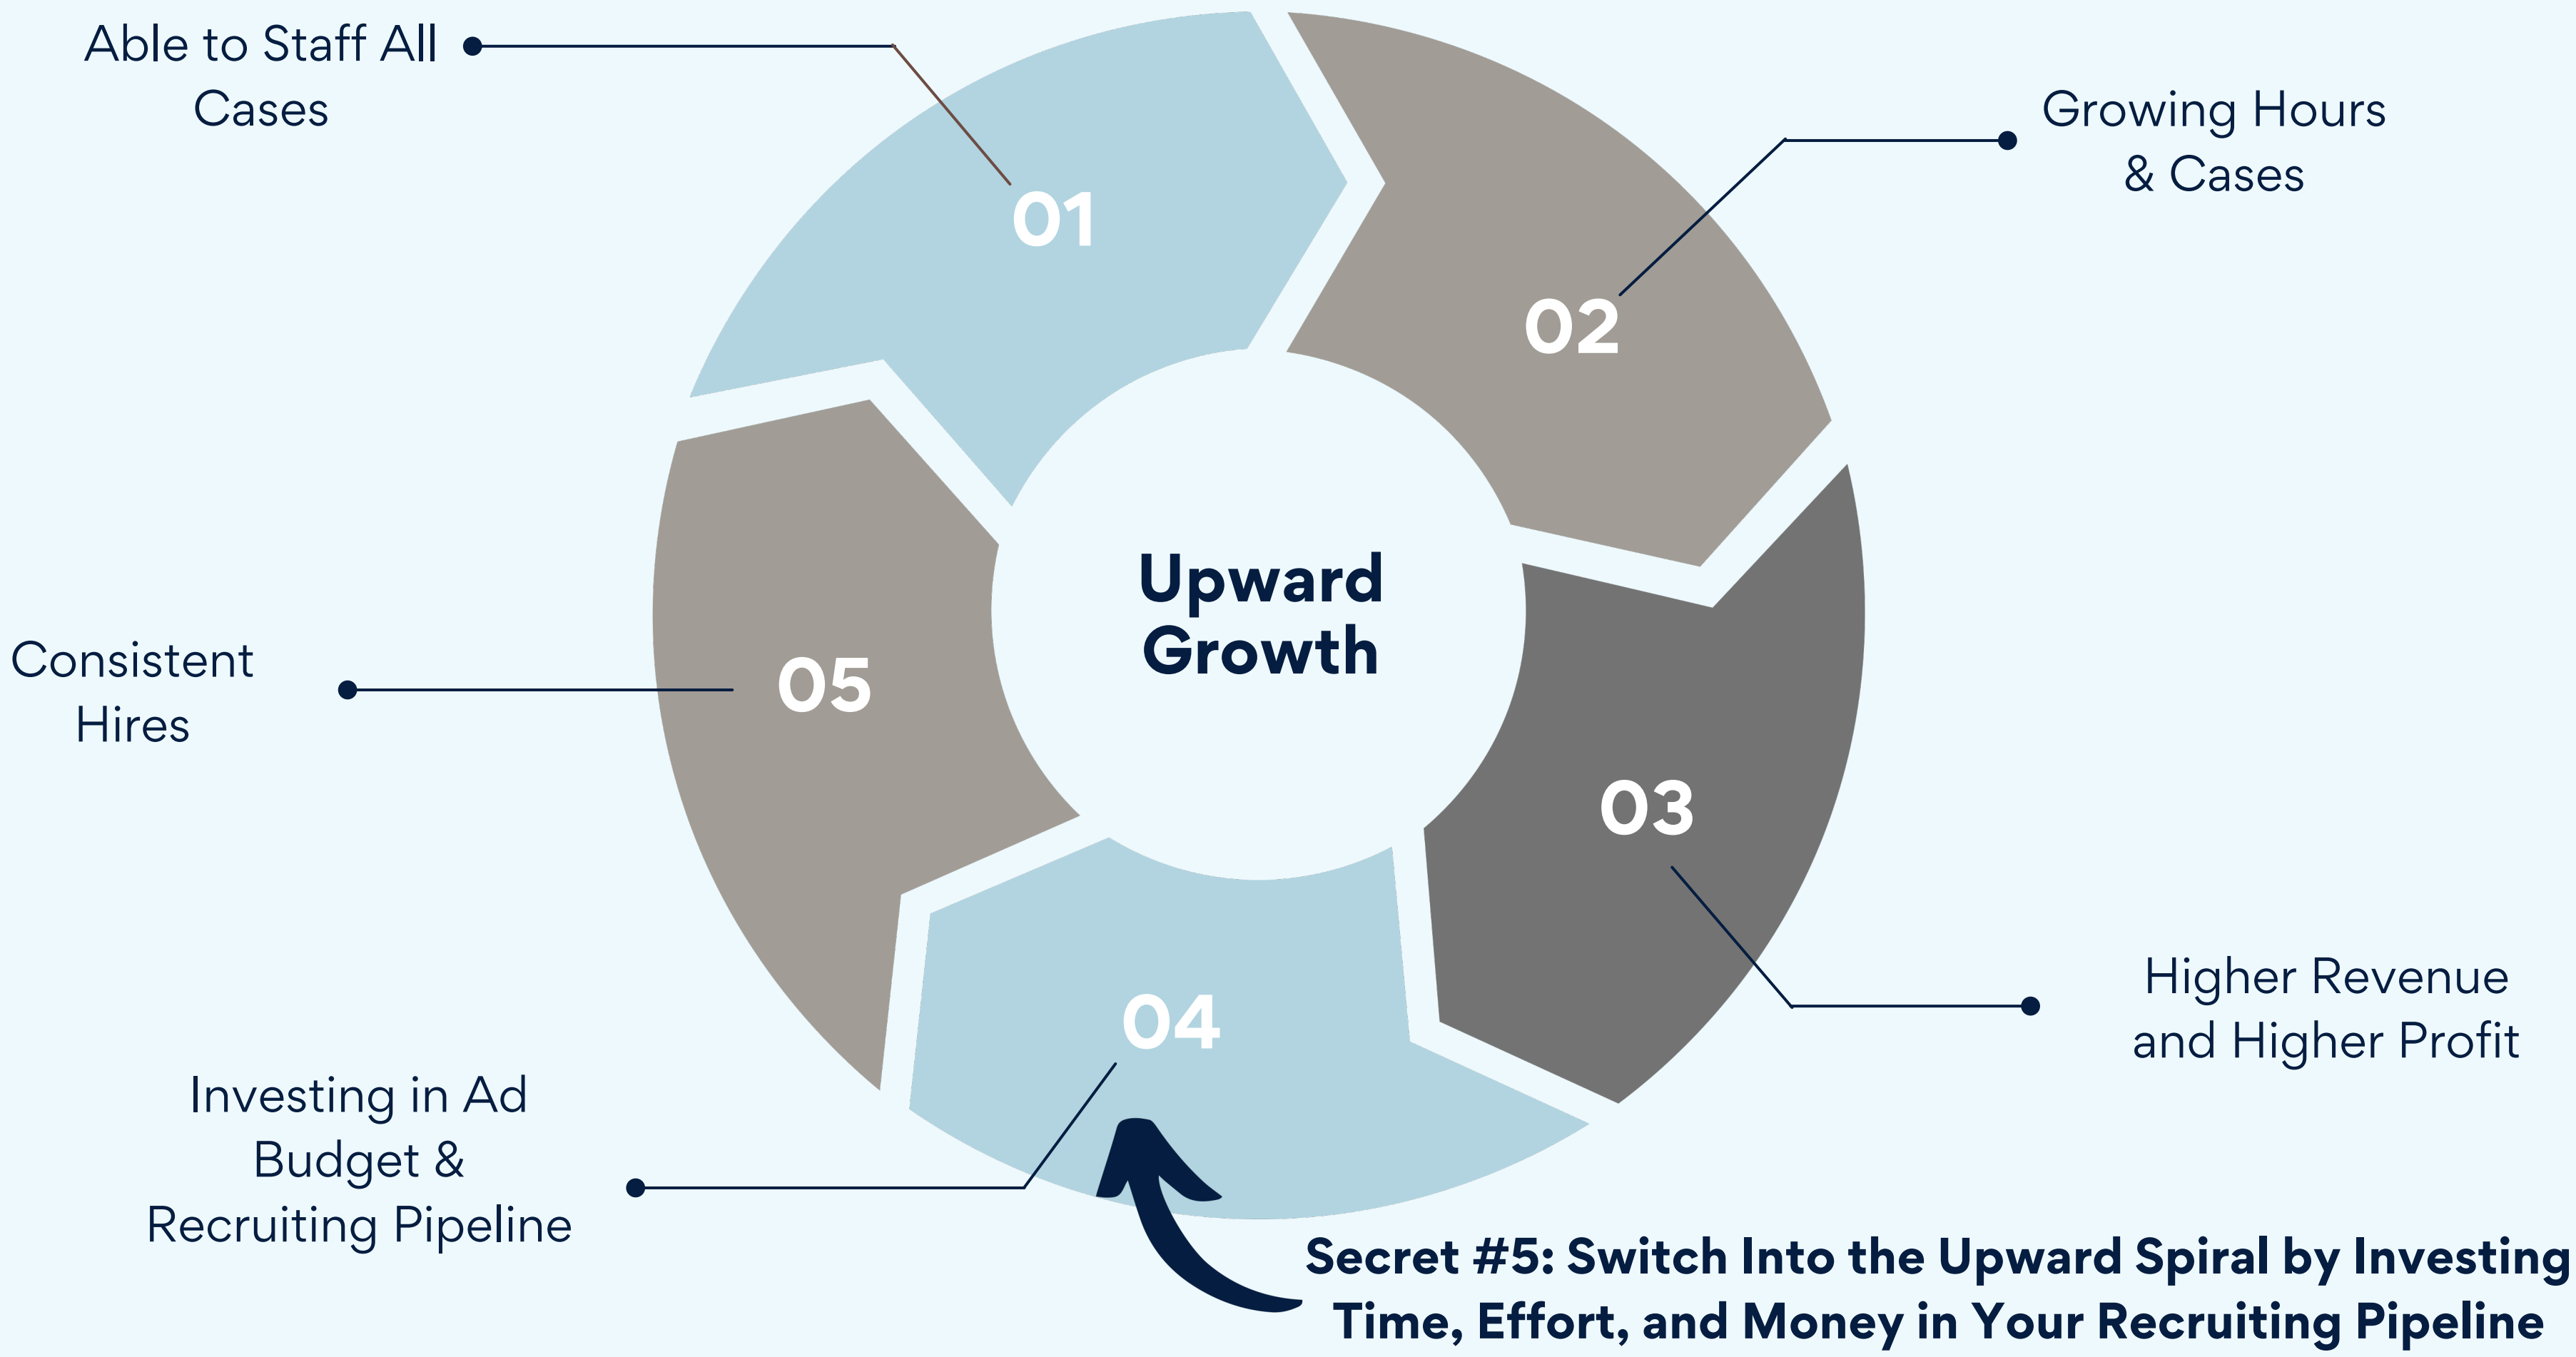 Able to Staff All
Cases
01
Growing Hours
& Cases
02
Upward
Growth
Consistent
Hires
05
03
Higher Revenue
and Higher Profit
04
Investing in Ad
Budget &
Recruiting Pipeline
Secret #5: Switch Into the Upward Spiral by Investing
Time, Effort, and Money in Your Recruiting Pipeline